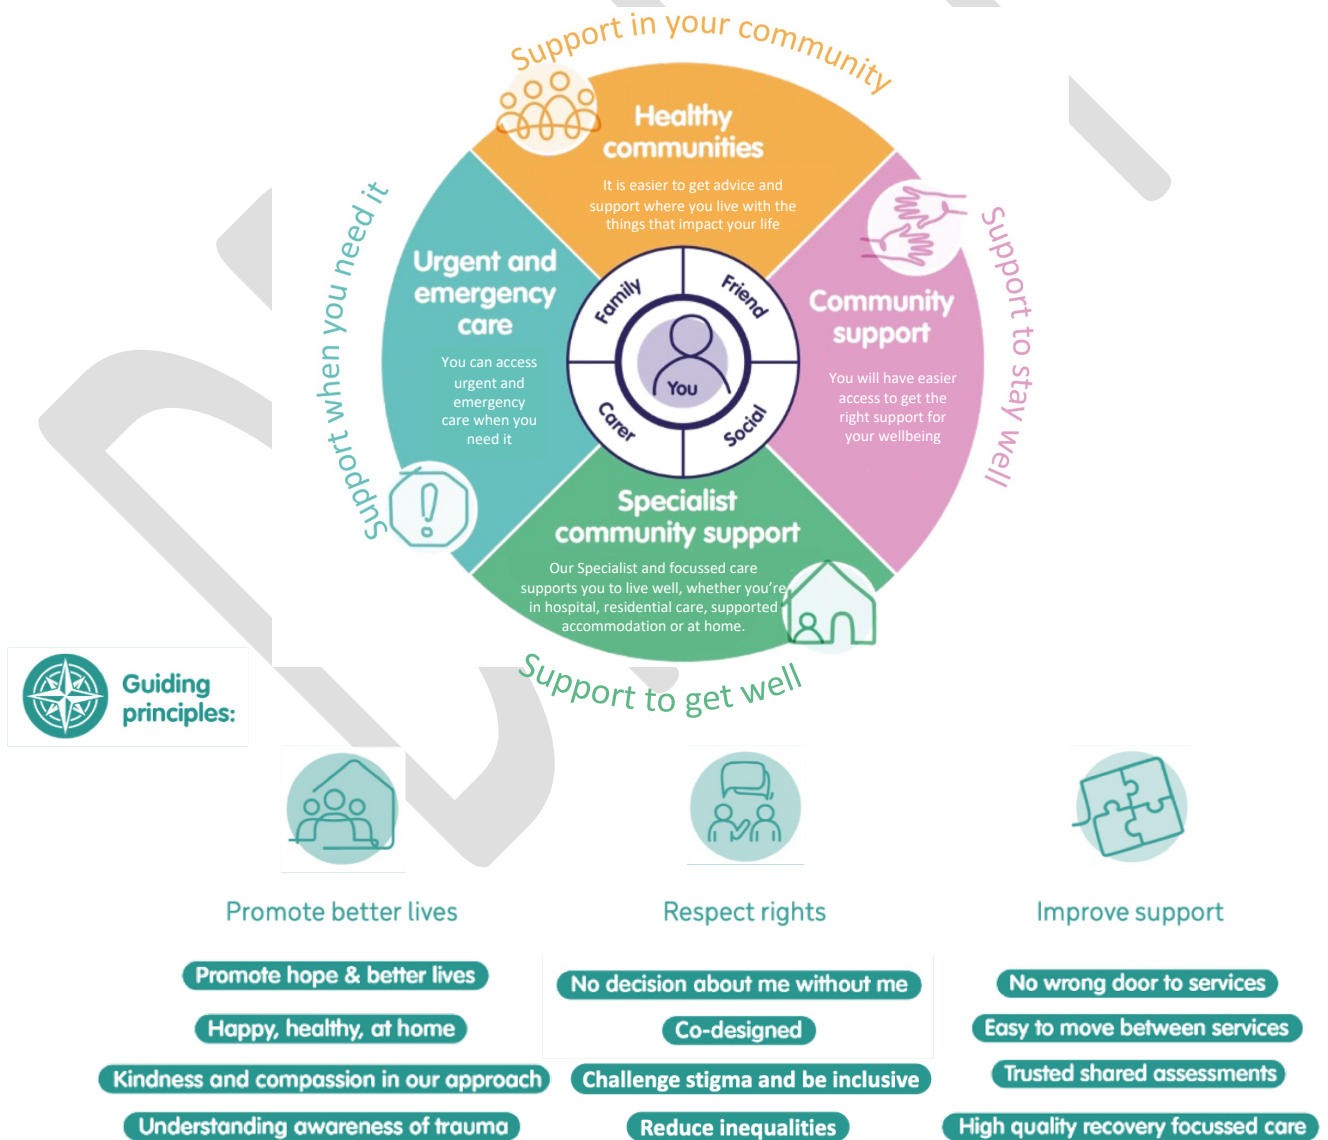 Support in your community
Healthy
communities
It is easier to get advice and
support where you live with the
things that impact your life
Support when you need it
Urgent and
emergency
care
You can access
urgent and
emergency
care when you
need it
Family
Friend
You
Carer
Social
Community
support
You will have easier
access to get the
right support for
your wellbeing
Support to stay well
Specialist
community support
Our Specialist and focussed care
supports you to live well, whether you're
in hospital, residential care, supported
accommodation or at home.
Support to get well
Guiding
principles:
Promote better lives
Promote hope & better lives
Happy, healthy, at home
Kindness and compassion in our approach
Understanding awareness of trauma
Respect rights
No decision about me without me
Co-designed
Challenge stigma and be inclusive
Reduce inequalities
Improve support
No wrong door to services
Easy to move between services
Trusted shared assessments
High quality recovery focussed care